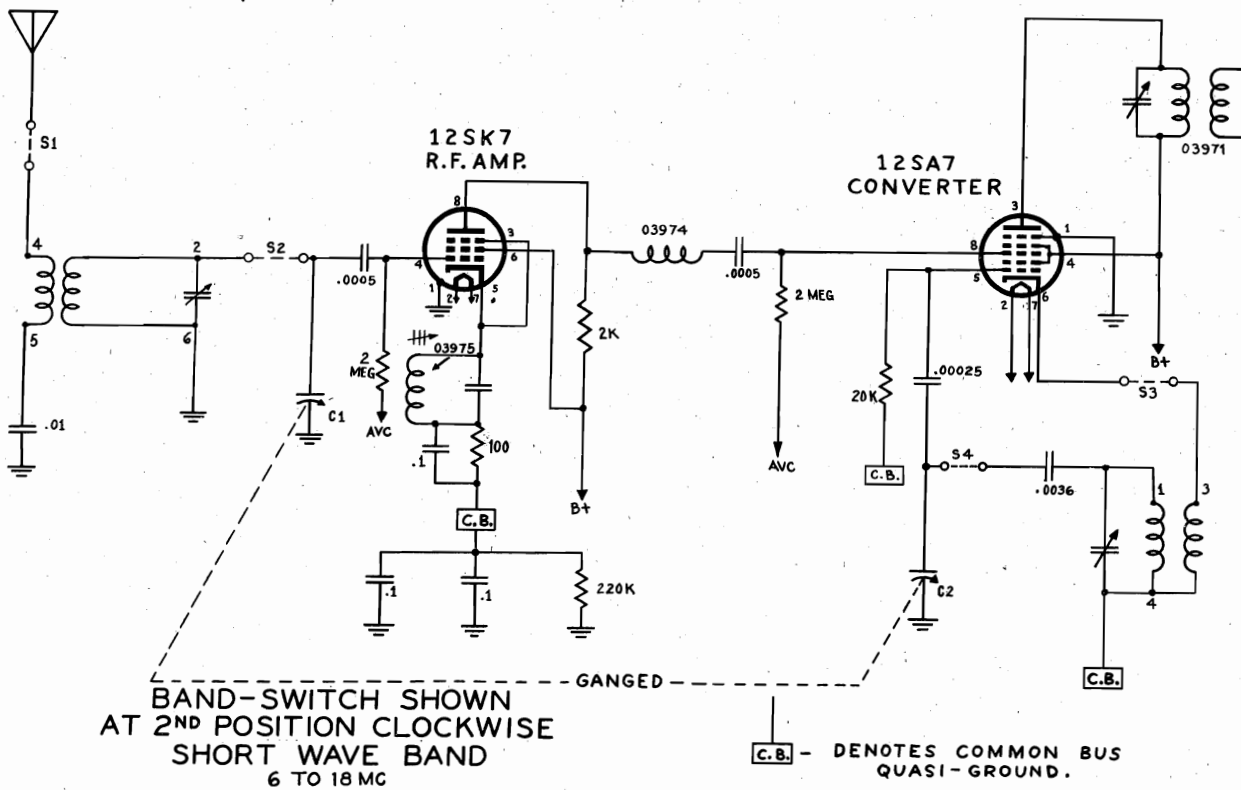 S1
12SK7
R.F. AMP.
12SA7
CONVERTER
03971
8
3
6
4
1
2
7
5
3
1
8
4
5
6
2
7
4
5
2
6
S2
.0005
03974
.0005
2 MEG
AVC
2K
B+
03975
2
MEG
AVC
C1
.01
.1
100
C.B.
.1
.1
220K
20K
C.B.
.00025
S4
.0036
S3
B+
1
3
4
C2
C.B.
GANGED
BAND-SWITCH SHOWN
AT 2ND POSITION CLOCKWISE
SHORT WAVE BAND
6 TO 18 MC
C.B. - DENOTES COMMON BUS
QUASI-GROUND.